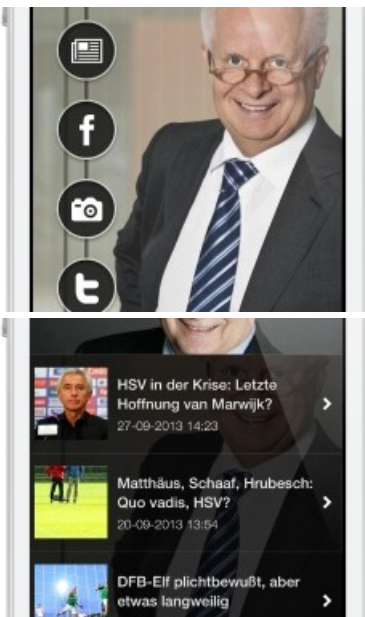 HSV in der Krise: Letzte
Hoffnung van Marwijk?
27-09-2013 14:23
Matthäus, Schaaf, Hrubesch:
Quo vadis, HSV?
20-09-2013 13:54
DFB-Elf plichtbewußt, aber
etwas langweilig